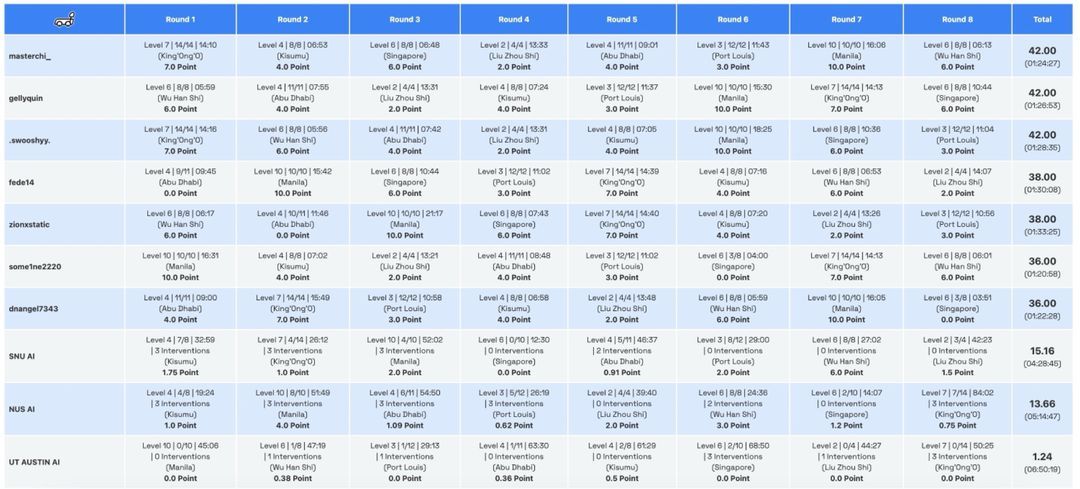 Round 1 Round 2 Round 3 Round 4 Round 5 Round 6 Round 7 Round 8 Total
masterchi_
Level 7 | 14/14 | 14:10
(King'Ong'O)
7.0 Point
Level 4 | 8/8 | 06:53
(Kisumu)
4.0 Point
Level 6 | 8/8 | 06:48
(Singapore)
6.0 Point
Level 2 | 4/4 | 13:33
(Liu Zhou Shi)
2.0 Point
Level 4 | 11/11 | 09:01
(Abu Dhabi)
4.0 Point
Level 3 | 12/12 | 11:43
(Port Louis)
3.0 Point
Level 10 | 10/10 | 16:06
(Manila)
10.0 Point
Level 6 | 8/8 | 06:13
(Wu Han Shi)
6.0 Point
42.00
(01:24:27)
gellyquin
Level 6 | 8/8 | 05:59
(Wu Han Shi)
6.0 Point
Level 4 | 11/11 | 07:55
(Abu Dhabi)
4.0 Point
Level 2 | 4/4 | 13:31
(Liu Zhou Shi)
2.0 Point
Level 4 | 8/8 | 07:24
(Kisumu)
4.0 Point
Level 3 | 12/12 | 11:37
(Port Louis)
3.0 Point
Level 10 | 10/10 | 15:30
(Manila)
10.0 Point
Level 7 | 14/14 | 14:13
(King'Ong'O)
7.0 Point
Level 6 | 8/8 | 10:44
(Singapore)
6.0 Point
42.00
(01:26:53)
.swooshyy.
Level 7 | 14/14 | 14:16
(King'Ong'O)
7.0 Point
Level 6 | 8/8 | 05:56
(Wu Han Shi)
6.0 Point
Level 4 | 11/11 | 07:42
(Abu Dhabi)
4.0 Point
Level 2 | 4/4 | 13:31
(Liu Zhou Shi)
2.0 Point
Level 4 | 8/8 | 07:05
(Kisumu)
4.0 Point
Level 10 | 10/10 | 18:25
(Manila)
10.0 Point
Level 6 | 8/8 | 10:36
(Singapore)
6.0 Point
Level 3 | 12/12 | 11:04
(Port Louis)
3.0 Point
42.00
(01:28:35)
fede14
Level 4 | 9/11 | 09:45
(Abu Dhabi)
0.0 Point
Level 10 | 10/10 | 15:42
(Manila)
10.0 Point
Level 6 | 8/8 | 10:44
(Singapore)
6.0 Point
Level 3 | 12/12 | 11:02
(Port Louis)
3.0 Point
Level 7 | 14/14 | 14:39
(King'Ong'O)
7.0 Point
Level 4 | 8/8 | 07:16
(Kisumu)
4.0 Point
Level 6 | 8/8 | 06:53
(Wu Han Shi)
6.0 Point
Level 2 | 4/4 | 14:07
(Liu Zhou Shi)
2.0 Point
38.00
(01:30:08)
zionxstatic
Level 6 | 8/8 | 06:17
(Wu Han Shi)
6.0 Point
Level 4 | 10/11 | 11:46
(Abu Dhabi)
0.0 Point
Level 10 | 10/10 | 21:17
(Manila)
10.0 Point
Level 6 | 8/8 | 07:43
(Singapore)
6.0 Point
Level 7 | 14/14 | 14:40
(King'Ong'O)
7.0 Point
Level 4 | 8/8 | 07:20
(Kisumu)
4.0 Point
Level 2 | 4/4 | 13:26
(Liu Zhou Shi)
2.0 Point
Level 3 | 12/12 | 10:56
(Port Louis)
3.0 Point
38.00
(01:33:25)
some1ne2220
Level 10 | 10/10 | 16:31
(Manila)
10.0 Point
Level 4 | 8/8 | 07:02
(Kisumu)
4.0 Point
Level 2 | 4/4 | 13:21
(Liu Zhou Shi)
2.0 Point
Level 4 | 11/11 | 08:48
(Abu Dhabi)
4.0 Point
Level 3 | 12/12 | 11:02
(Port Louis)
3.0 Point
Level 6 | 3/8 | 04:00
(Singapore)
0.0 Point
Level 7 | 14/14 | 14:13
(King'Ong'O)
7.0 Point
Level 6 | 8/8 | 06:01
(Wu Han Shi)
6.0 Point
36.00
(01:20:58)
dnangel7343
Level 4 | 11/11 | 09:00
(Abu Dhabi)
4.0 Point
Level 7 | 14/14 | 15:49
(King'Ong'O)
7.0 Point
Level 3 | 12/12 | 10:58
(Port Louis)
3.0 Point
Level 4 | 8/8 | 06:58
(Kisumu)
4.0 Point
Level 2 | 4/4 | 13:48
(Liu Zhou Shi)
2.0 Point
Level 6 | 8/8 | 05:59
(Wu Han Shi)
6.0 Point
Level 10 | 10/10 | 16:05
(Manila)
10.0 Point
Level 6 | 3/8 | 03:51
(Singapore)
0.0 Point
36.00
(01:22:28)
SNU AI
Level 4 | 7/8 | 32:59
| 3 Interventions
(Kisumu)
1.75 Point
Level 7 | 4/14 | 26:12
| 3 Interventions
(King'Ong'O)
1.0 Point
Level 10 | 4/10 | 52:02
| 3 Interventions
(Manila)
2.0 Point
Level 6 | 0/10 | 12:30
| 0 Interventions
(Singapore)
0.0 Point
Level 4 | 5/11 | 46:37
| 2 Interventions
(Abu Dhabi)
0.91 Point
Level 3 | 8/12 | 29:00
| 0 Interventions
(Port Louis)
2.0 Point
Level 6 | 8/8 | 27:02
| 0 Interventions
(Wu Han Shi)
6.0 Point
Level 2 | 3/4 | 42:23
| 0 Interventions
(Liu Zhou Shi)
1.5 Point
15.16
(04:28:45)
NUS AI
Level 4 | 4/8 | 19:24
| 3 Interventions
(Kisumu)
1.0 Point
Level 10 | 8/10 | 51:49
| 3 Interventions
(Manila)
4.0 Point
Level 4 | 6/11 | 54:50
| 3 Interventions
(Abu Dhabi)
1.09 Point
Level 3 | 5/12 | 26:19
| 3 Interventions
(Port Louis)
0.62 Point
Level 2 | 4/4 | 39:40
| 0 Interventions
(Liu Zhou Shi)
2.0 Point
Level 6 | 8/8 | 24:36
| 2 Interventions
(Wu Han Shi)
3.0 Point
Level 6 | 2/10 | 14:07
| 0 Interventions
(Singapore)
1.2 Point
Level 7 | 7/14 | 84:02
| 3 Interventions
(King'Ong'O)
0.75 Point
13.66
(05:14:47)
UT AUSTIN AI
Level 10 | 0/10 | 45:06
| 0 Interventions
(Manila)
0.0 Point
Level 6 | 1/8 | 47:19
| 1 Interventions
(Wu Han Shi)
0.38 Point
Level 3 | 1/12 | 29:13
| 1 Interventions
(Port Louis)
0.0 Point
Level 4 | 1/11 | 63:30
| 0 Interventions
(Abu Dhabi)
0.36 Point
Level 4 | 2/8 | 61:29
| 0 Interventions
(Kisumu)
0.5 Point
Level 6 | 2/10 | 68:50
| 3 Interventions
(Singapore)
0.0 Point
Level 2 | 0/4 | 44:27
| 1 Interventions
(Liu Zhou Shi)
0.0 Point
Level 7 | 0/14 | 50:25
| 3 Interventions
(King'Ong'O)
0.0 Point
1.24
(06:50:19)